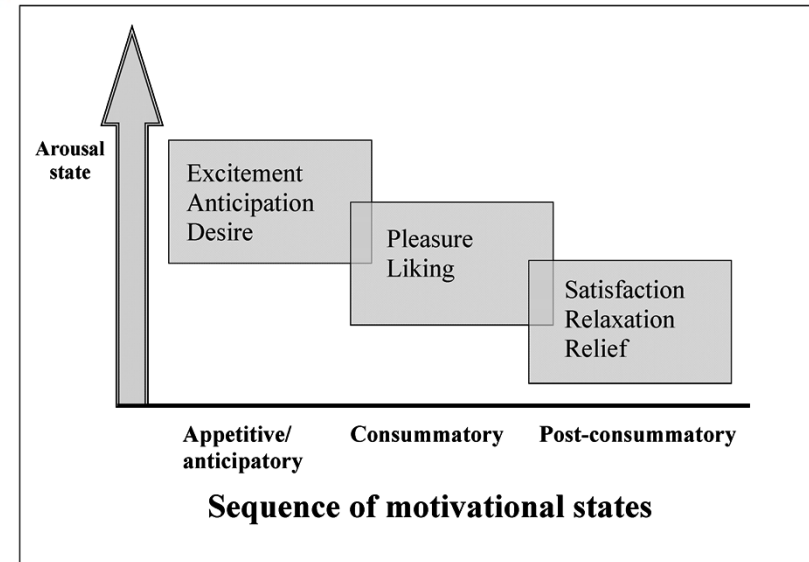 Arousal
state
Excitement
Anticipation
Desire
Pleasure
Liking
Satisfaction
Relaxation
Relief
Appetitive/
anticipatory
Consummatory
Post-consummatory
Sequence of motivational states